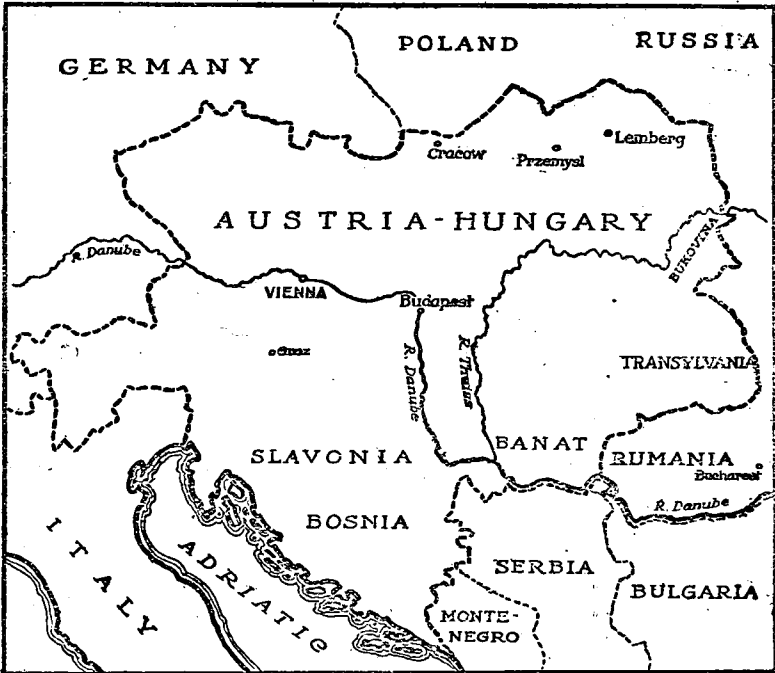 POLAND
RUSSIA
GERMANY
Cracow
Przemysl
Lemberg
AUSTRIA-HUNGARY
BUKOVINA
R. Danube
VIENNA
Budapest
Graz
R. Danube
R. Theiss
TRANSYLVANIA
SLAVONIA
BANAT
RUMANIA
Bucharest
R. Danube
BOSNIA
ITALY
ADRIATIC
SERBIA
BULGARIA
MONTE-
NEGRO